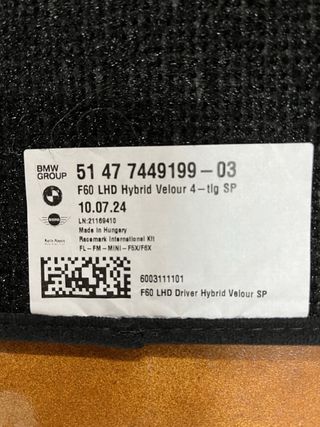 BMW
GROUP
51 47 7449199-03
F60 LHD Hybrid Velour 4-tlg SP
10.07.24
LN:21169410
Made in Hungary
Racemark International Kit
FL-FM-MINI-F5X/F6X
6003111101
F60 LHD Driver Hybrid Velour SP